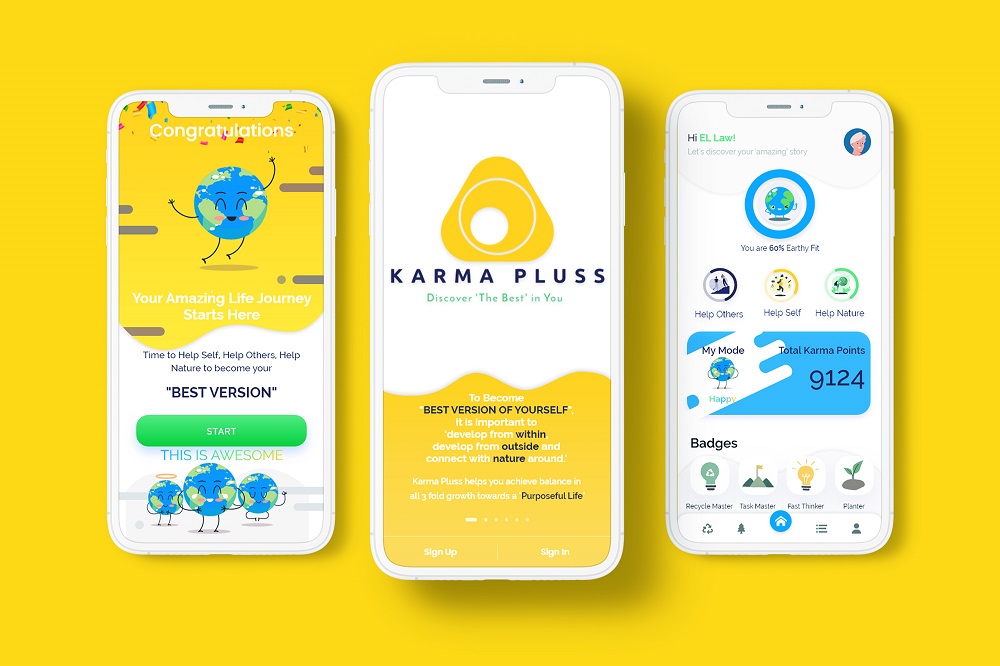 Congratulations
Your Amazing Life Journey
Starts Here
Time to Help Self, Help Others, Help
Nature to become your
"BEST VERSION"
START
THIS IS AWESOME
KARMA PLUSS
Discover 'The Best' in You
To Become
"BEST VERSION OF YOURSELF",
it is important to
'develop from within,
develop from outside and
connect with nature around.'
Karma Pluss helps you achieve balance in
all 3 fold growth towards a Purposeful Life
Sign Up
Sign In
Hi EL Law!
Let's discover your 'amazing' story
You are 60% Earthy Fit
Help Others
Help Self
Help Nature
My Mode
Happy
Total Karma Points
9124
Badges
Recycle Master
Task Master
Fast Thinker
Planter